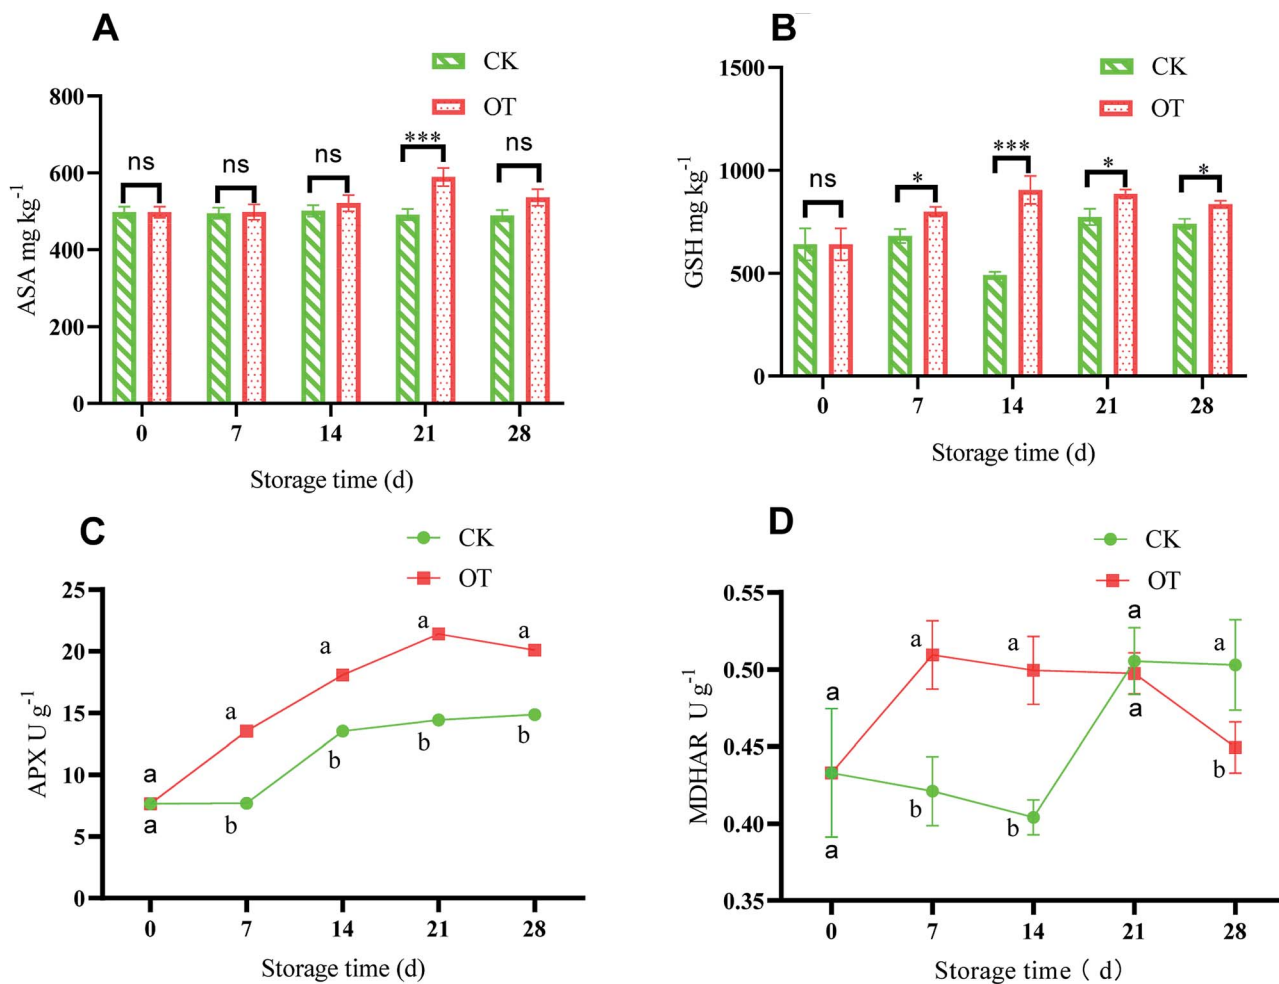 A
CK
OT
800
600
400
200
0
ASA mg kg-1
ns
ns
ns
***
ns
0 7 14 21 28
Storage time (d)
B
CK
OT
1500
1000
500
0
GSH mg kg-1
ns
*
***
*
*
0 7 14 21 28
Storage time (d)
C
CK
OT
25
20
15
10
5
0
APX U g-1
a a a a a
a b b b b
0 7 14 21 28
Storage time (d)
D
CK
OT
0.55
0.50
0.45
0.40
0.35
MDHAR U g-1
a a a a a
a b b a b
0 7 14 21 28
Storage time ( d)